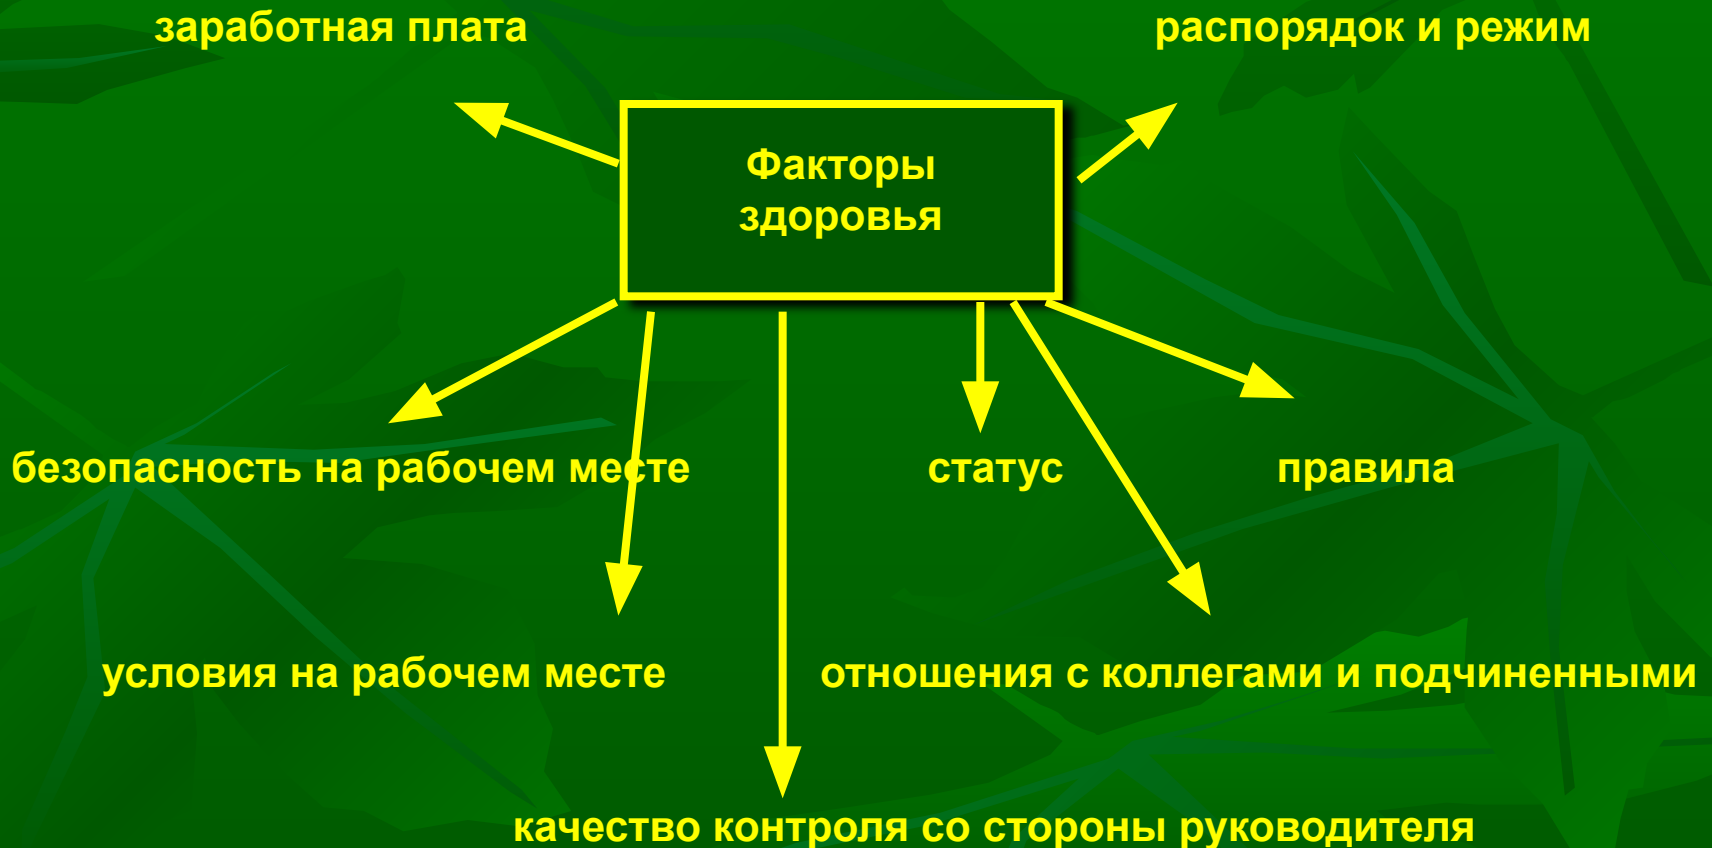 заработная плата
распорядок и режим
Факторы
здоровья
безопасность на рабочем месте
статус
правила
условия на рабочем месте
отношения с коллегами и подчиненными
качество контроля со стороны руководителя